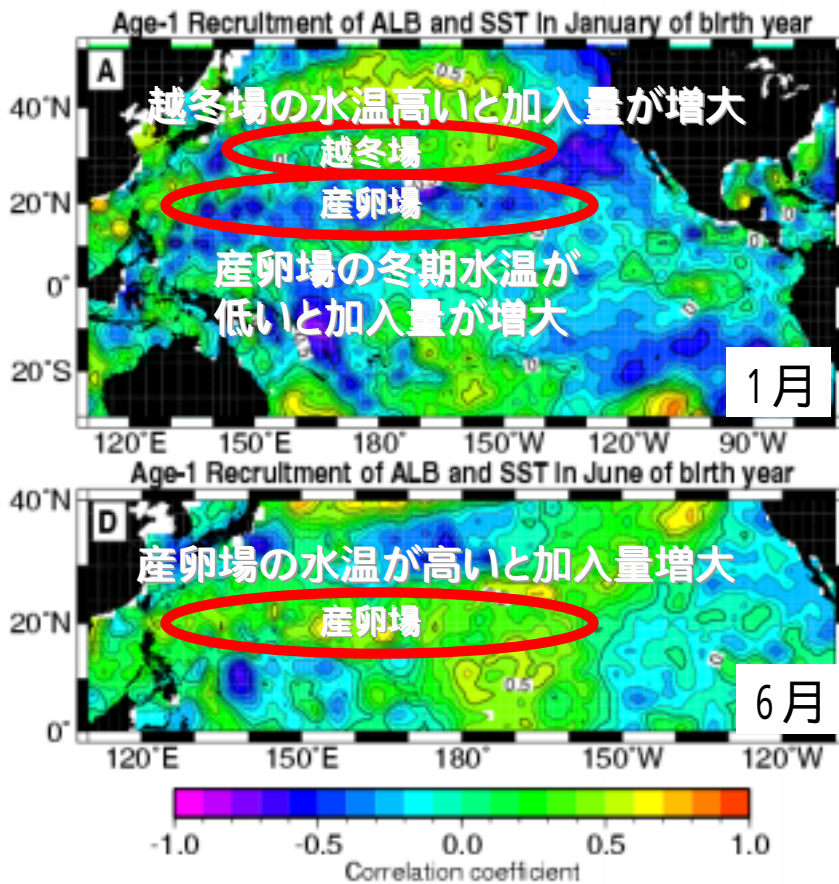 Age-1 Recruitment of ALB and SST in January of birth year
A
0.5
40°N
越冬場の水温高いと加入量が増大
越冬場
20°N
産卵場
産卵場の冬期水温が
0°
低いと加入量が増大
20°S
1月
120°E 150°E 180° 150°W 120°W 90°W
Age-1 Recruitment of ALB and SST in June of birth year
40°N
D
産卵場の水温が高いと加入量増大
20°N
産卵場
0.5
0
6月
0°
120°E 150°E 180° 150°W 120°W
-1.0 -0.5 0.0 0.5 1.0
Correlation coefficient